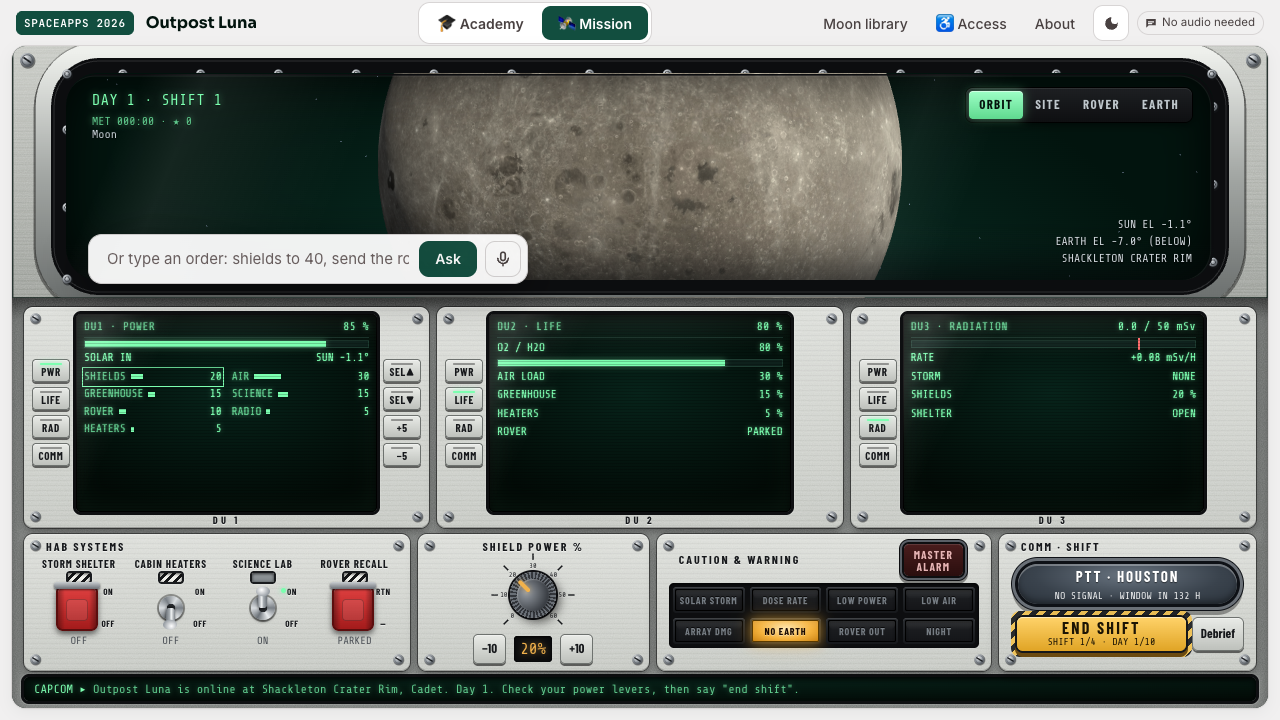 SPACEAPPS 2026
Outpost Luna
🎓 Academy
Mission
Moon library
♿ Access
About
No audio needed
DAY 1 · SHIFT 1
MET 000:00 · ★ 0
Moon
ORBIT SITE ROVER EARTH
SUN EL −1.1°
EARTH EL −7.0° (BELOW)
SHACKLETON CRATER RIM
Or type an order: shields to 40, send the ro
Ask
DU1 · POWER 85 %
SOLAR IN SUN −1.1°
SHIELDS 20 AIR 30
GREENHOUSE 15 SCIENCE 15
ROVER 10 RADIO 5
HEATERS 5
PWR
LIFE
RAD
COMM
SEL▲
SEL▼
+5
−5
DU 1
DU2 · LIFE 80 %
O2 / H2O 80 %
AIR LOAD 30 %
GREENHOUSE 15 %
HEATERS 5 %
ROVER PARKED
PWR
LIFE
RAD
COMM
DU 2
DU3 · RADIATION 0.0 / 50 mSv
RATE +0.08 mSv/H
STORM NONE
SHIELDS 20 %
SHELTER OPEN
PWR
LIFE
RAD
COMM
DU 3
HAB SYSTEMS
STORM SHELTER CABIN HEATERS SCIENCE LAB ROVER RECALL
ON ON ON RTN
OFF OFF OFF —
OFF OFF ON PARKED
SHIELD POWER %
0 10 20 30 40 50 60
−10 20% +10
CAUTION & WARNING
MASTER
ALARM
SOLAR STORM DOSE RATE LOW POWER LOW AIR
ARRAY DMG NO EARTH ROVER OUT NIGHT
COMM · SHIFT
PTT · HOUSTON
NO SIGNAL · WINDOW IN 132 H
END SHIFT
SHIFT 1/4 · DAY 1/10
Debrief
CAPCOM ▸ Outpost Luna is online at Shackleton Crater Rim, Cadet. Day 1. Check your power levers, then say "end shift".